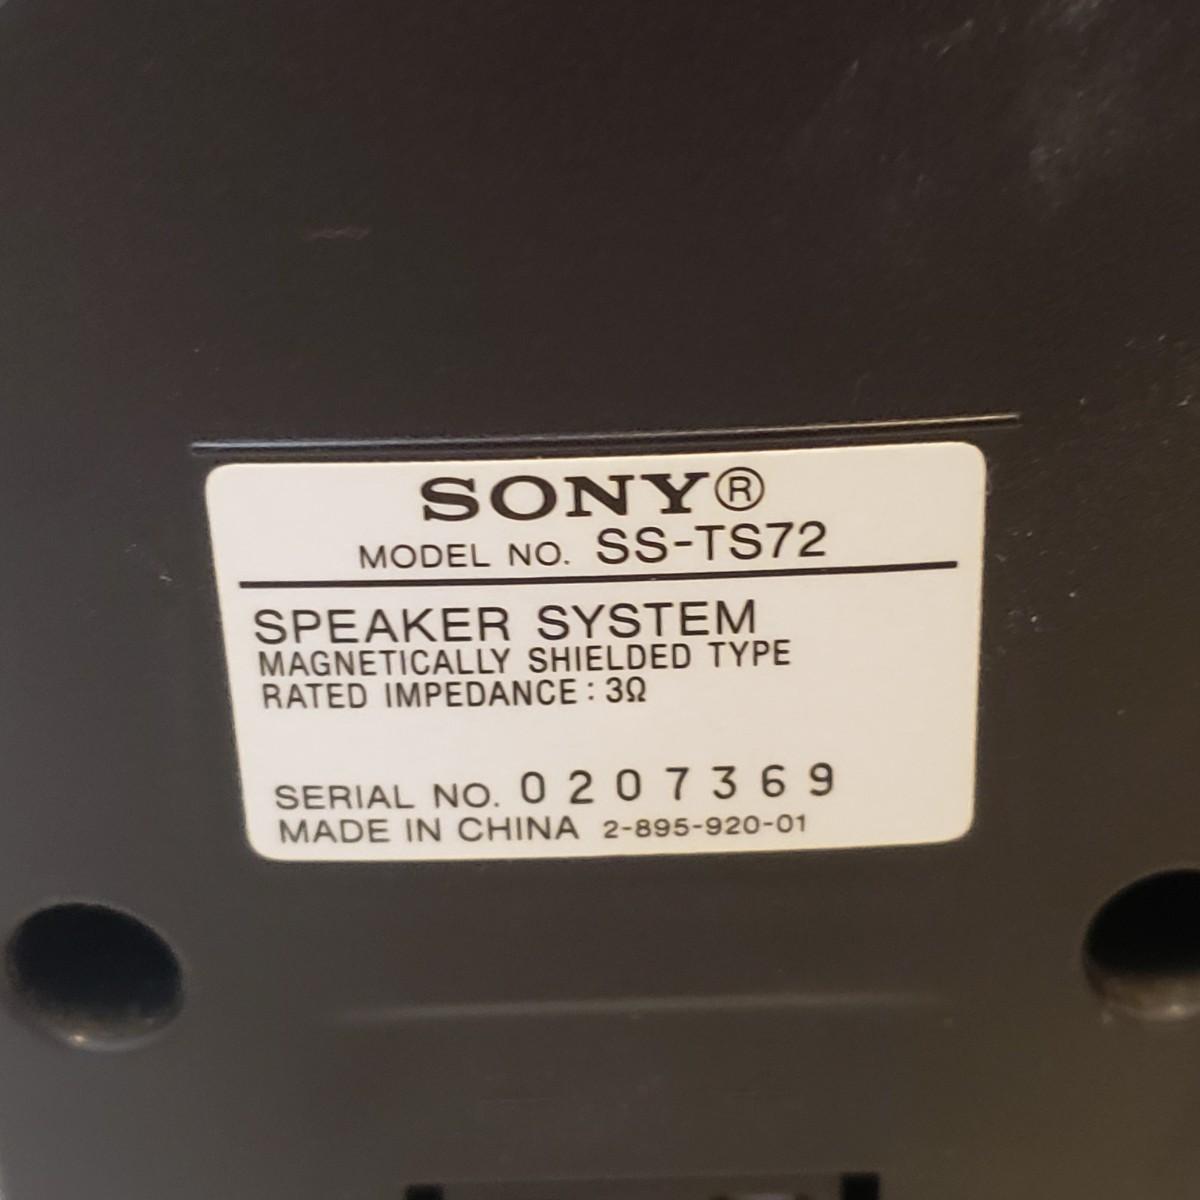 SONY®
MODEL NO. SS-TS72
SPEAKER SYSTEM
MAGNETICALLY SHIELDED TYPE
RATED IMPEDANCE : 3Ω
SERIAL NO. 0207369
MADE IN CHINA 2-895-920-01